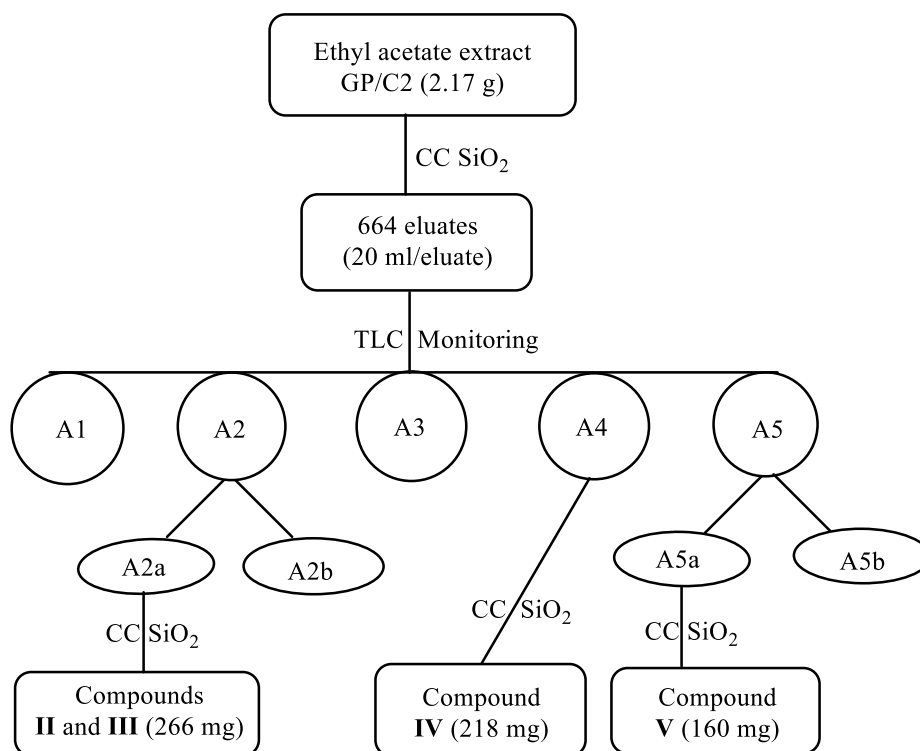 Ethyl acetate extract
GP/C2 (2.17 g)
CC SiO₂
664 eluates
(20 ml/eluate)
TLC Monitoring
A1 A2 A3 A4 A5
A2a A2b A5a A5b
CC SiO₂ CC SiO₂ CC SiO₂
Compounds
II and III (266 mg)
Compound
IV (218 mg)
Compound
V (160 mg)